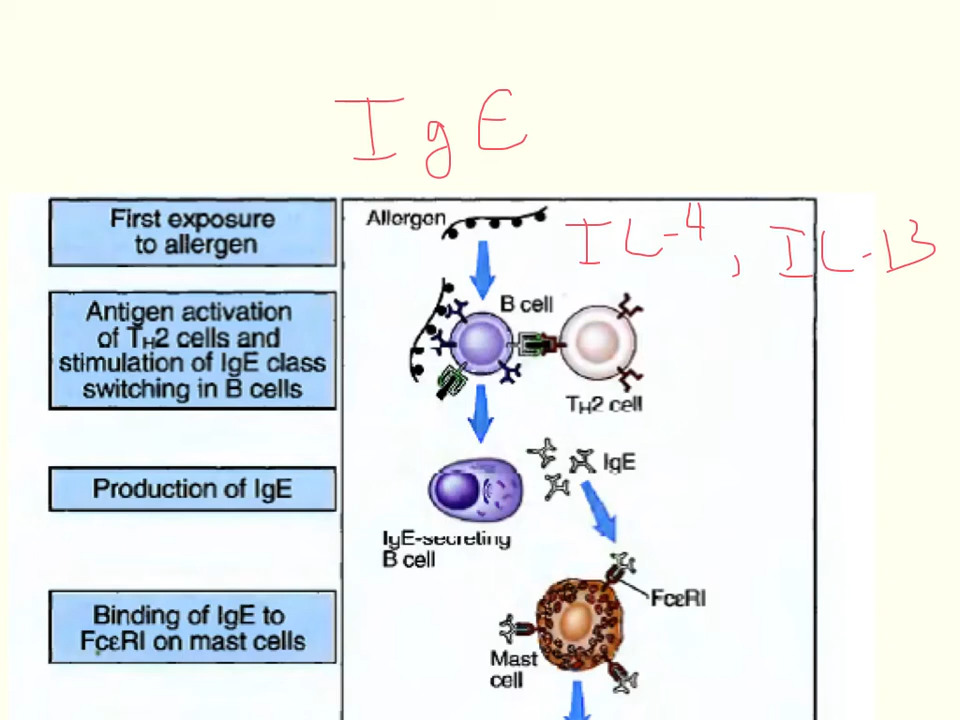 IgE
First exposure
to allergen
Allergen
IL-4, IL-13
Antigen activation
of TH2 cells and
stimulation of IgE class
switching in B cells
B cell
TH2 cell
Production of IgE
IgE
IgE-secreting
B cell
Binding of IgE to
FcεRI on mast cells
FcεRI
Mast
cell